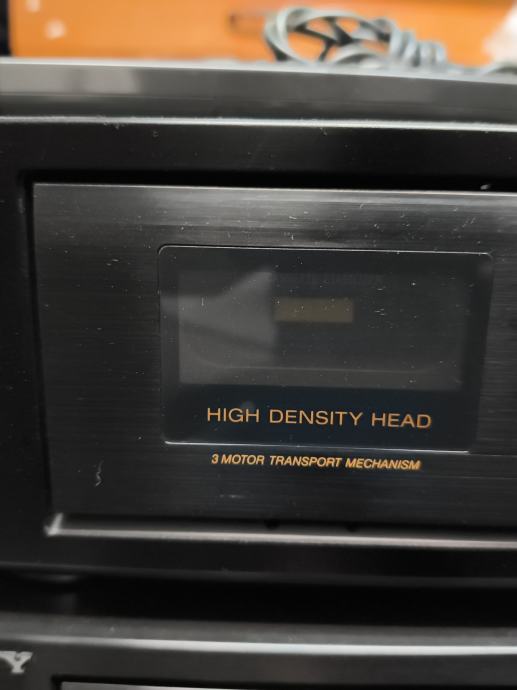 HIGH DENSITY HEAD
3 MOTOR TRANSPORT MECHANISM
Y